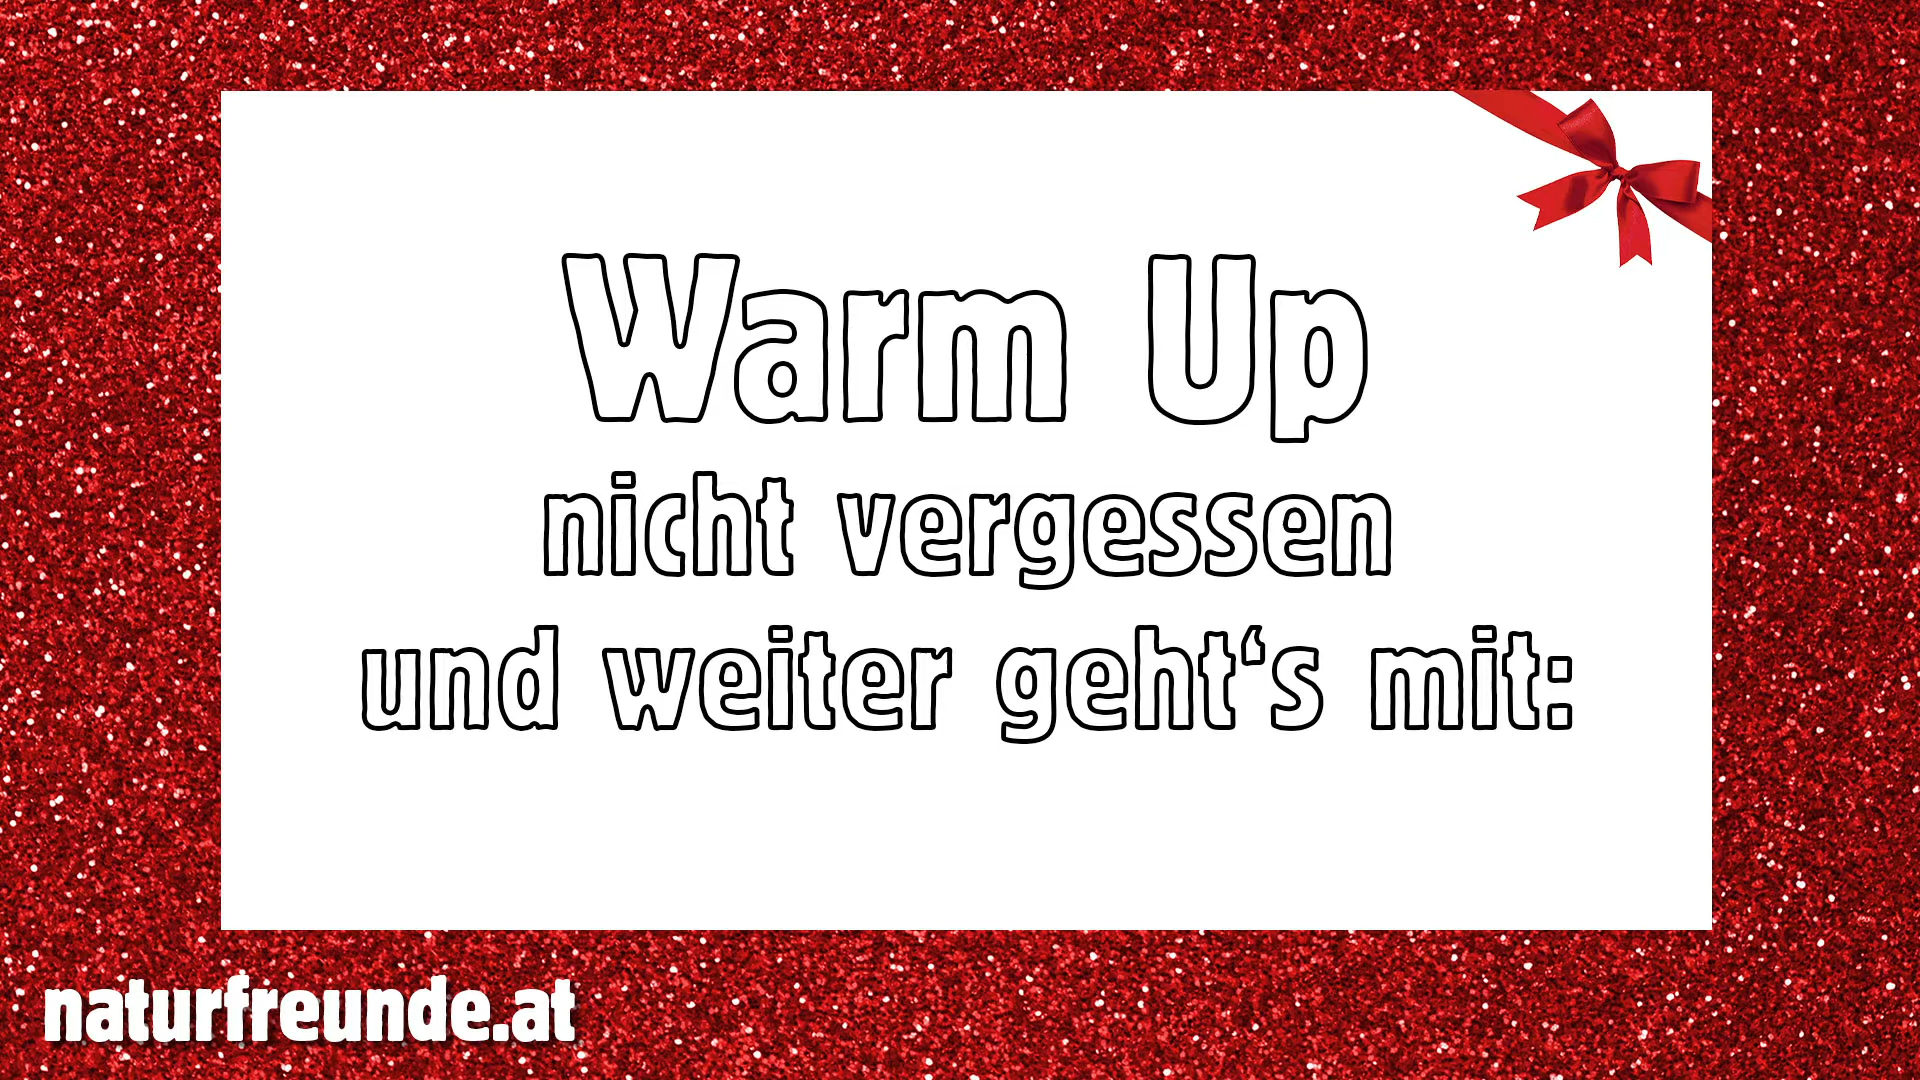 Warm Up
nicht vergessen
und weiter geht‘s mit:
naturfreunde.at